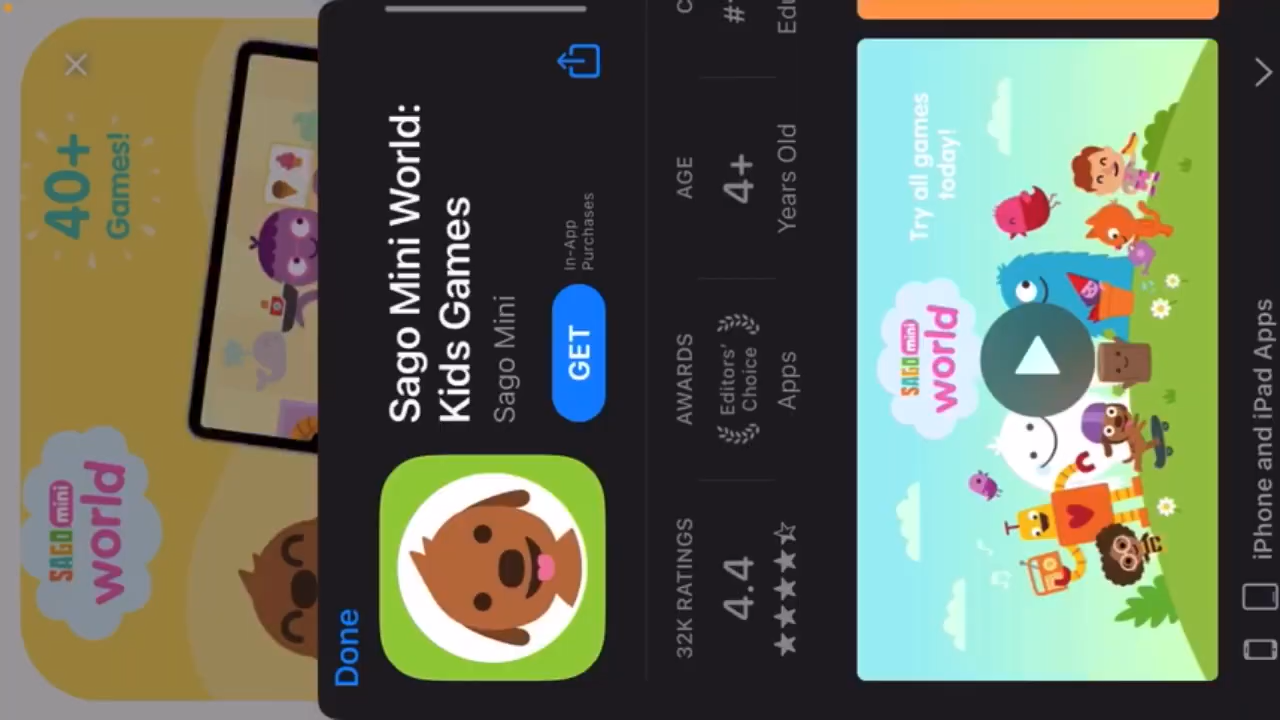 40+
Games!
SAGO mini
world
Done
Sago Mini World:
Kids Games
Sago Mini
GET
In-App
Purchases
32K RATINGS
4.4
AWARDS
Editors'
Choice
Apps
AGE
4+
Years Old
Try all games
today!
SAGO mini
world
iPhone and iPad Apps